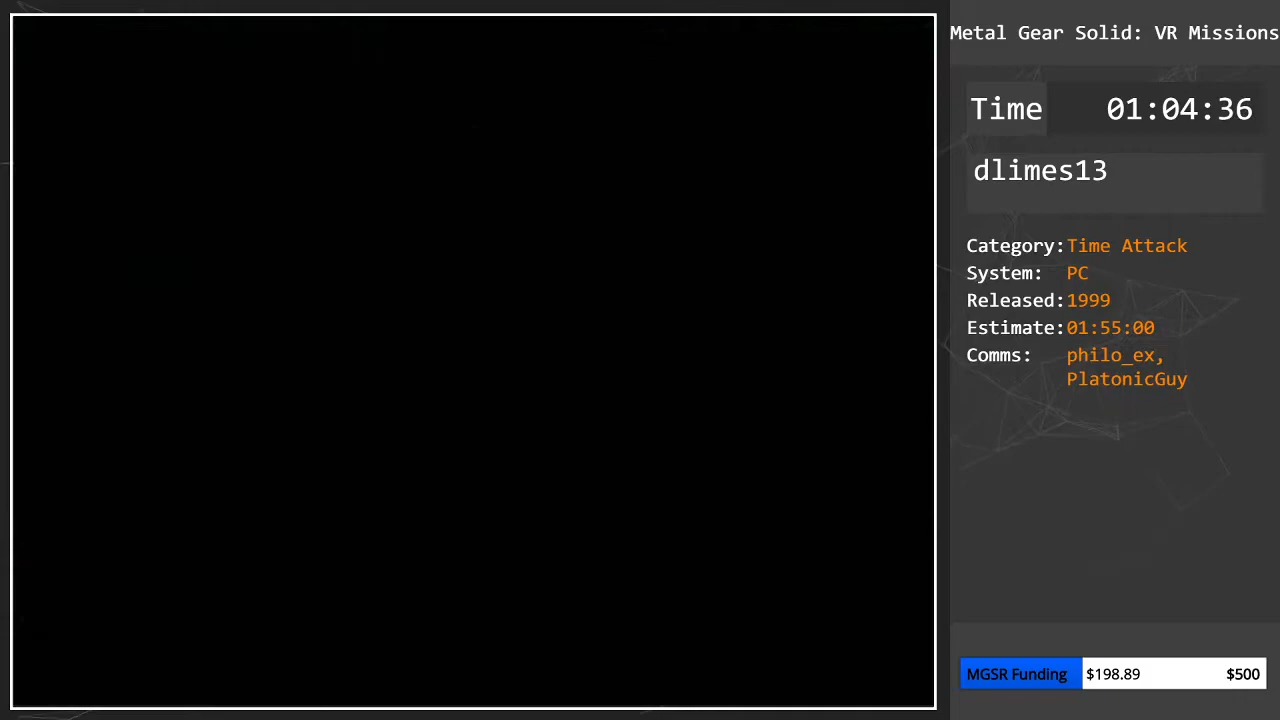 Metal Gear Solid: VR Missions
Time 01:04:36
dlimes13
Category: Time Attack
System: PC
Released: 1999
Estimate: 01:55:00
Comms: philo_ex,
PlatonicGuy
MGSR Funding $198.89 $500